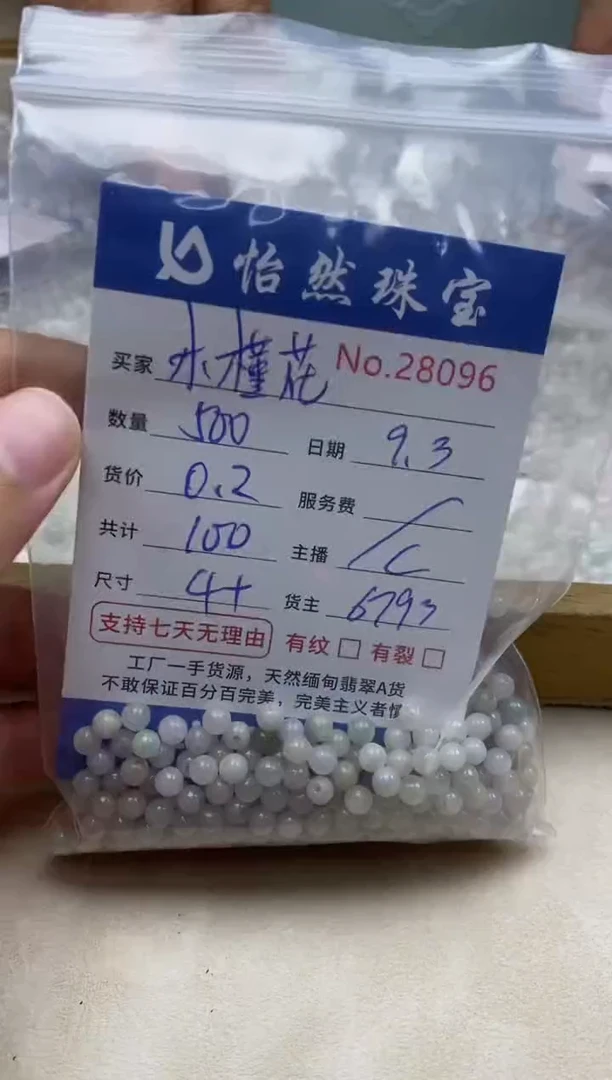 怡然珠宝
买家 木槿花 No.28096
数量 500 日期 9.3
货价 0.2 服务费 /
共计 100 主播
尺寸 4+ 货主 6793
支持七天无理由 有纹 □ 有裂 □
工厂一手货源，天然缅甸翡翠A货
不敢保证百分百完美，完美主义者慎